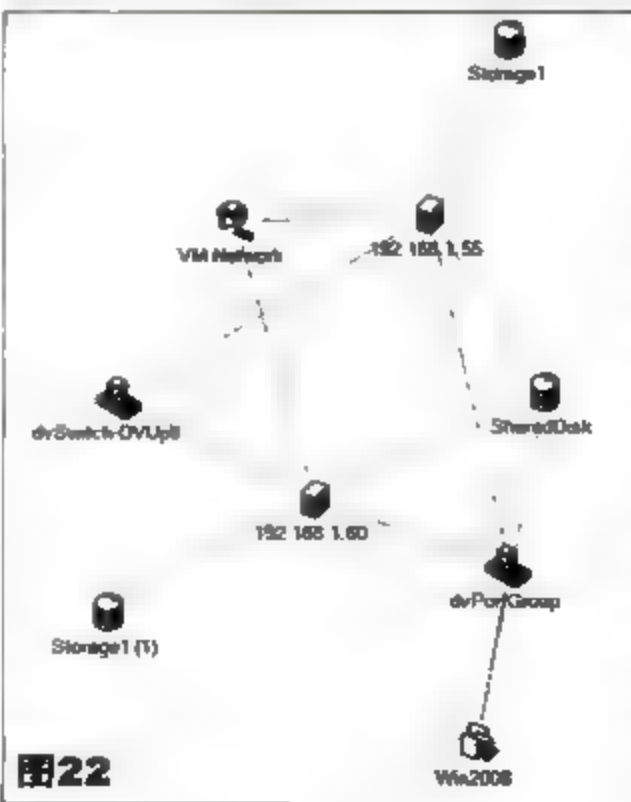 Storage1
VM Network
192.168.1.55
dvSwitch-DVUpli
SharedDisk
192.168.1.60
dvPortGroup
Storage1 (1)
Win2008
图22